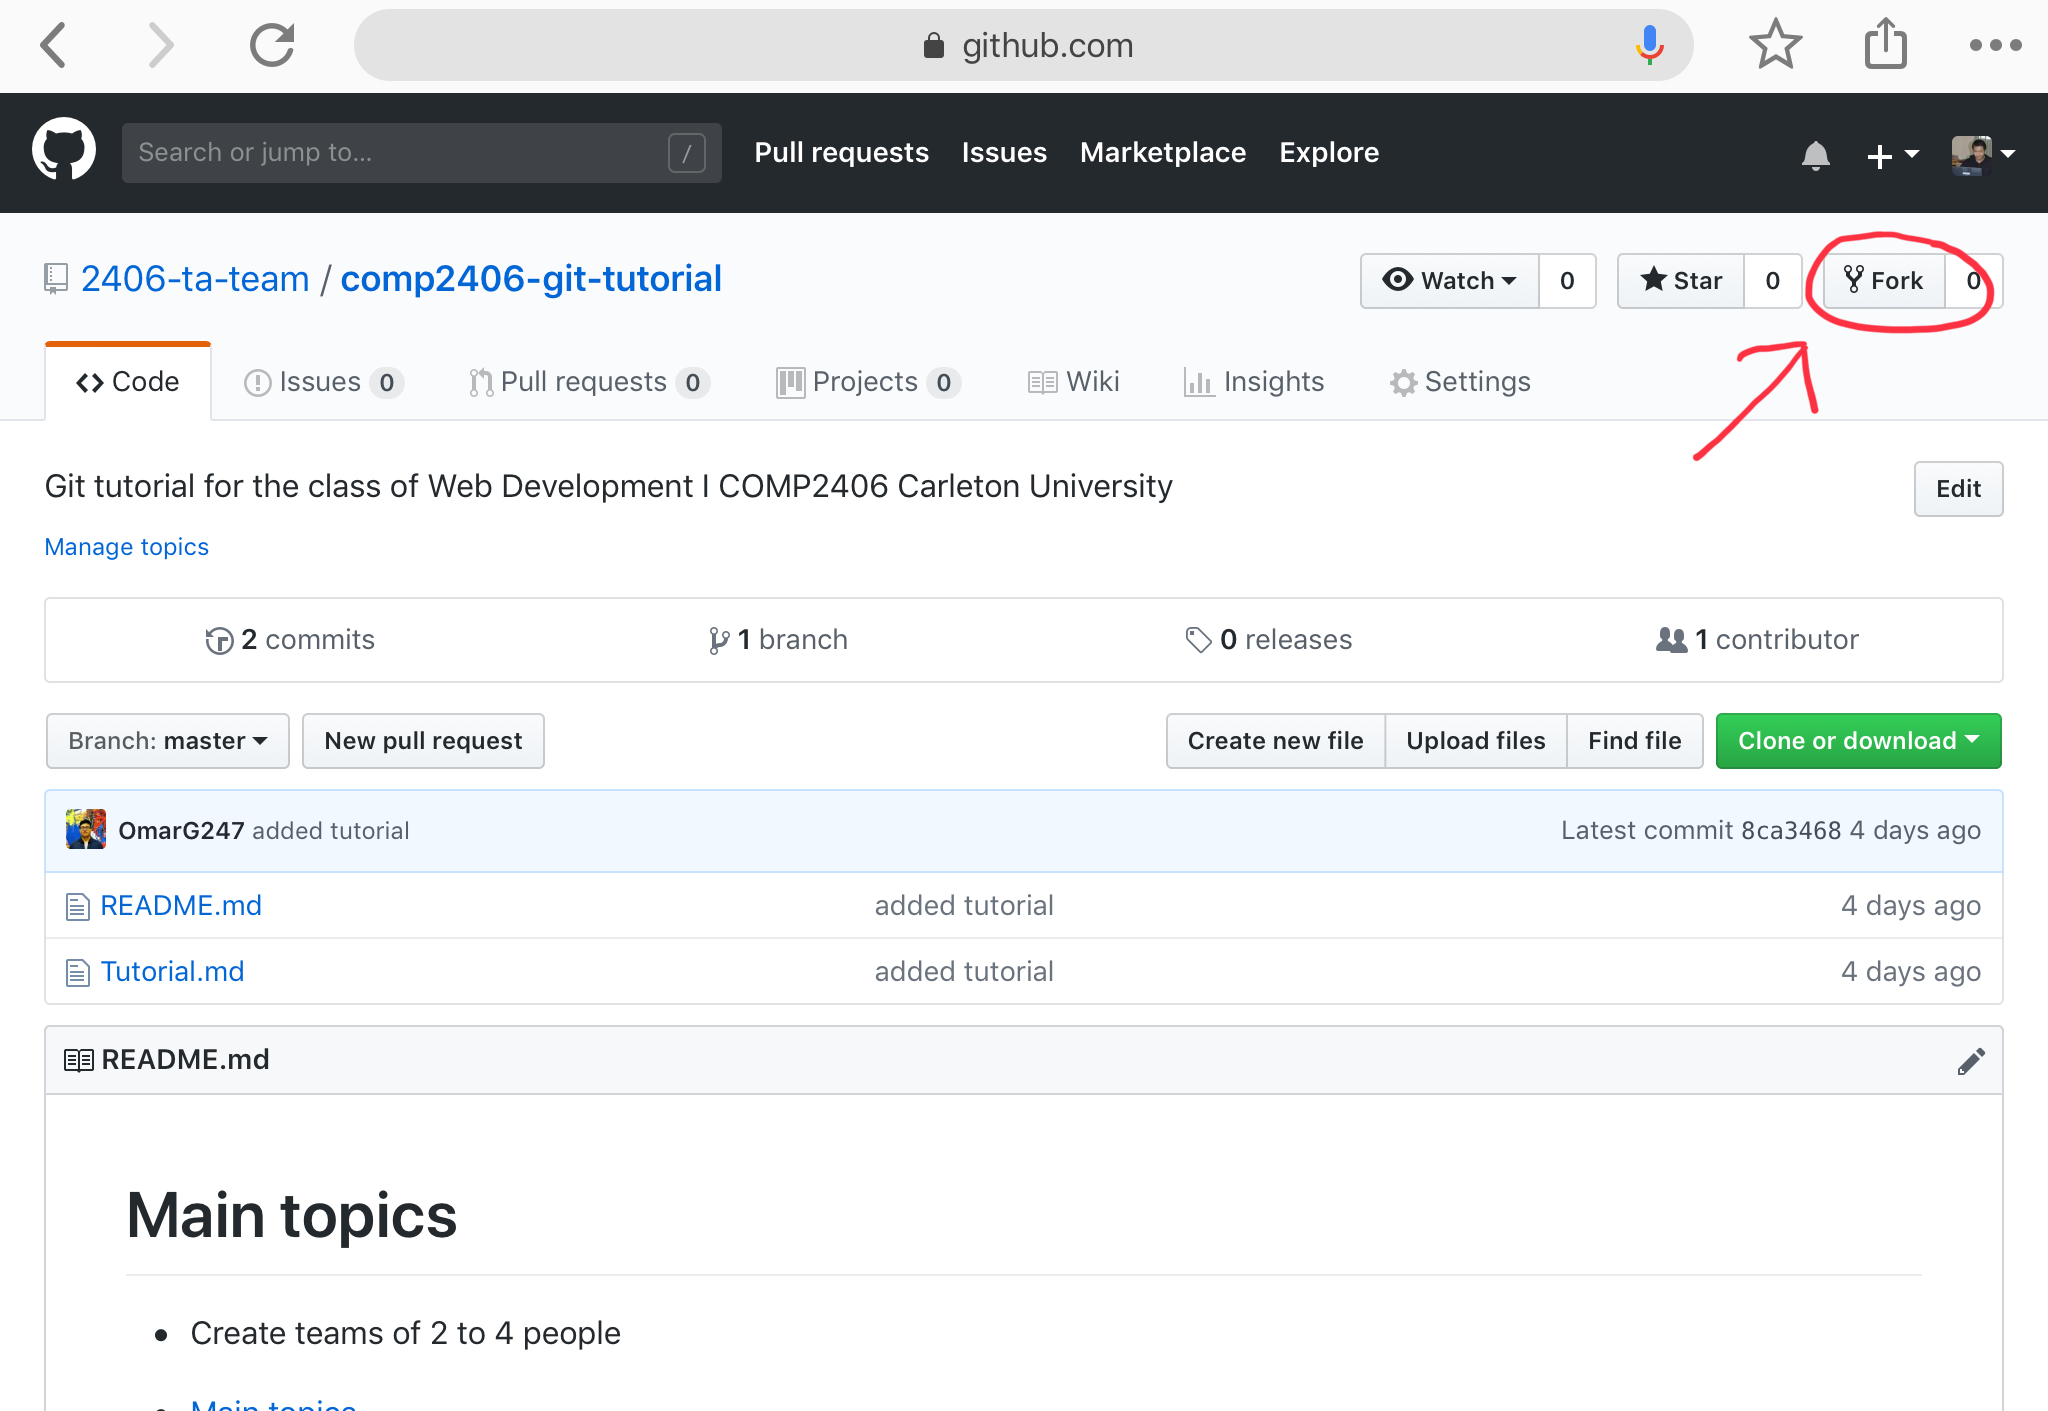 github.com
Search or jump to... /
Pull requests Issues Marketplace Explore
2406-ta-team / comp2406-git-tutorial
Watch 0 Star 0 Fork 0
Code Issues 0 Pull requests 0 Projects 0 Wiki Insights Settings
Git tutorial for the class of Web Development I COMP2406 Carleton University
Edit
Manage topics
2 commits 1 branch 0 releases 1 contributor
Branch: master New pull request Create new file Upload files Find file Clone or download
OmarG247 added tutorial Latest commit 8ca3468 4 days ago
README.md added tutorial 4 days ago
Tutorial.md added tutorial 4 days ago
README.md
Main topics
Create teams of 2 to 4 people
Main topics